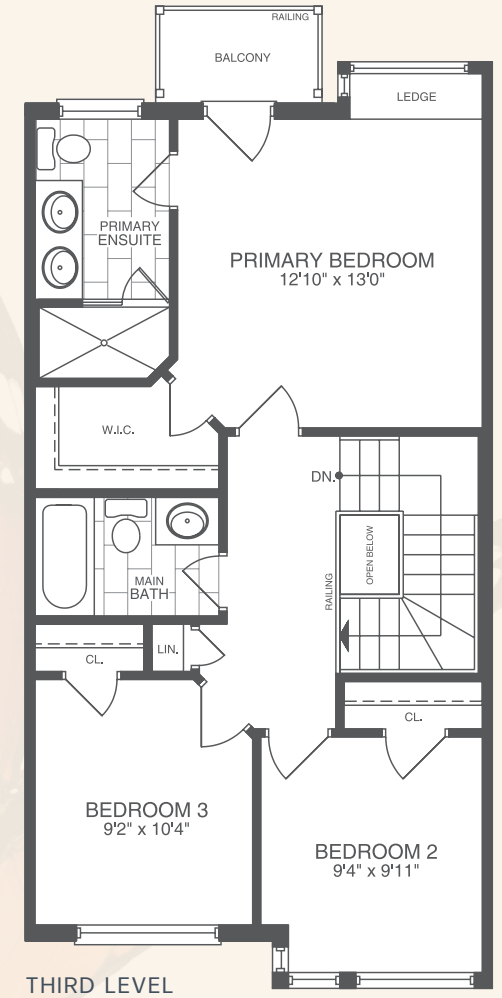 RAILING
BALCONY
LEDGE
PRIMARY
ENSUITE
PRIMARY BEDROOM
12'10" x 13'0"
W.I.C.
DN.
OPEN BELOW
RAILING
MAIN
BATH
LIN.
CL.
CL.
BEDROOM 3
9'2" x 10'4"
BEDROOM 2
9'4" x 9'11"
THIRD LEVEL